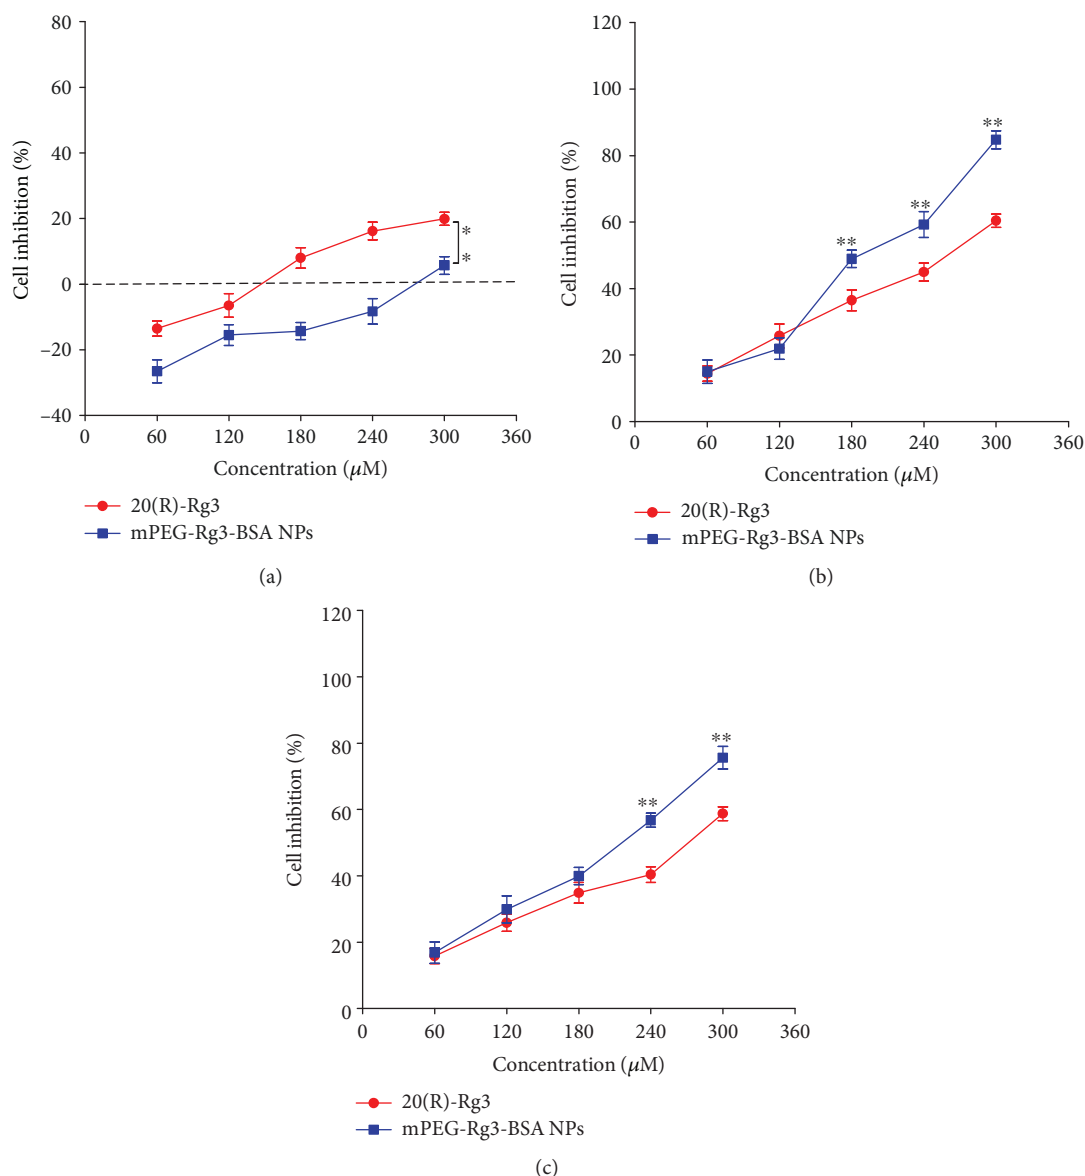 80
60
40
20
0
−20
−40
Cell inhibition (%)
*
*
0 60 120 180 240 300 360
Concentration (μM)
20(R)-Rg3
mPEG-Rg3-BSA NPs
(a)
120
100
80
60
40
20
0
Cell iinhibition (%)
**
**
**
0 60 120 180 240 300 360
Concentration (μM)
20(R)-Rg3
mPEG-Rg3-BSA NPs
(b)
120
100
80
60
40
20
0
Cell inhibition (%)
**
**
0 60 120 180 240 300 360
Concentration (μM)
20(R)-Rg3
mPEG-Rg3-BSA NPs
(c)